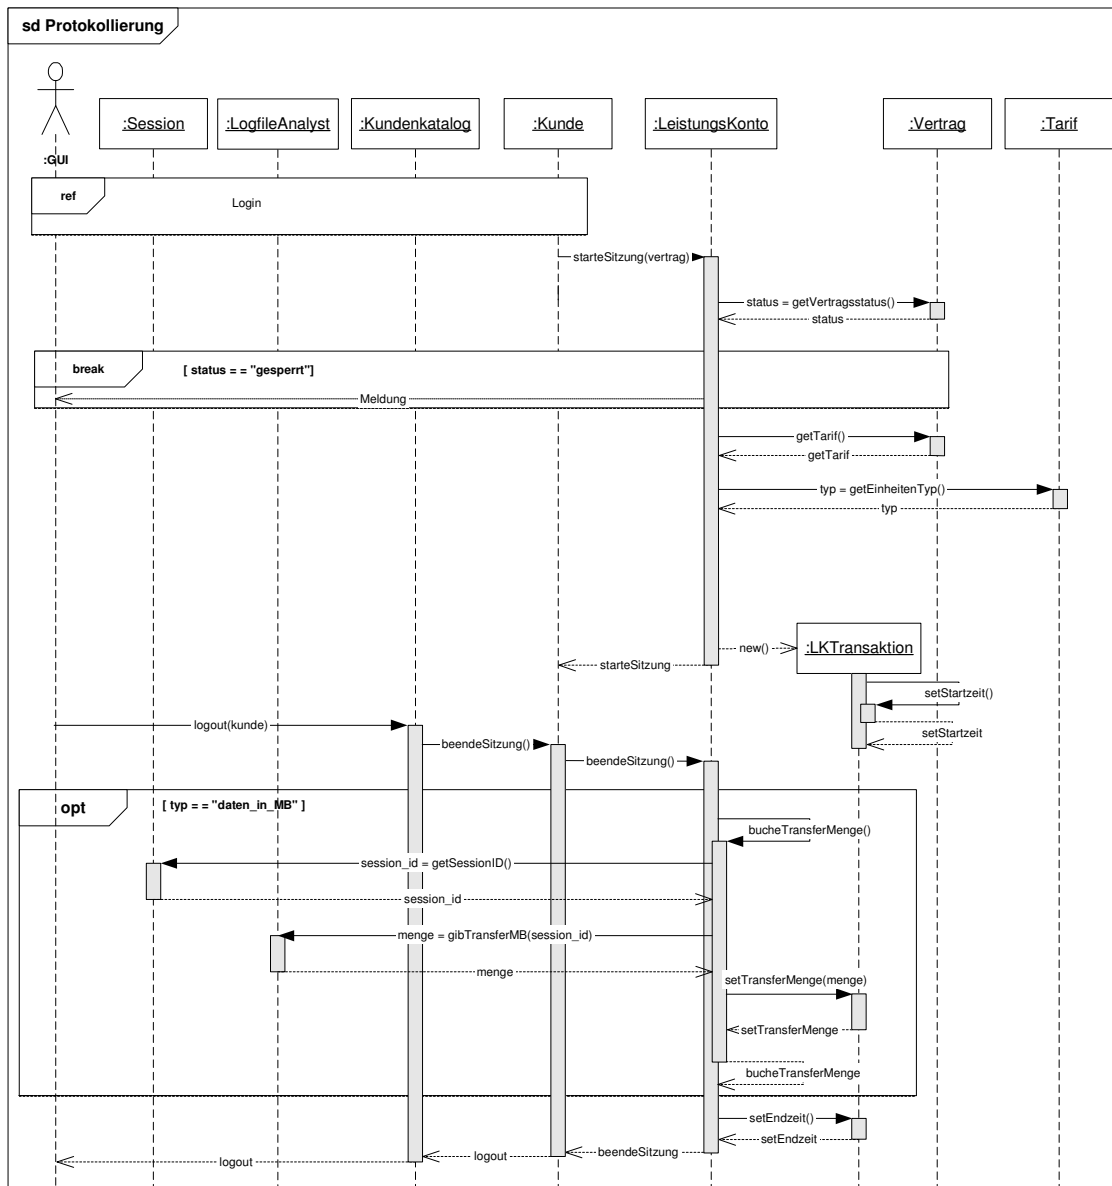 sd Protokollierung
:GUI
:Session
:LogfileAnalyst
:Kundenkatalog
:Kunde
:LeistungsKonto
:Vertrag
:Tarif
ref
Login
starteSitzung(vertrag)
status = getVertragsstatus()
status
break
[ status = = "gesperrt"]
Meldung
getTarif()
getTarif
typ = getEinheitenTyp()
typ
:LKTransaktion
new()
starteSitzung
setStartzeit()
logout(kunde)
setStartzeit
beendeSitzung()
beendeSitzung()
opt
[ typ = = "daten_in_MB" ]
bucheTransferMenge()
session_id = getSessionID()
session_id
menge = gibTransferMB(session_id)
menge
setTransferMenge(menge)
setTransferMenge
bucheTransferMenge
setEndzeit()
setEndzeit
beendeSitzung
logout
logout